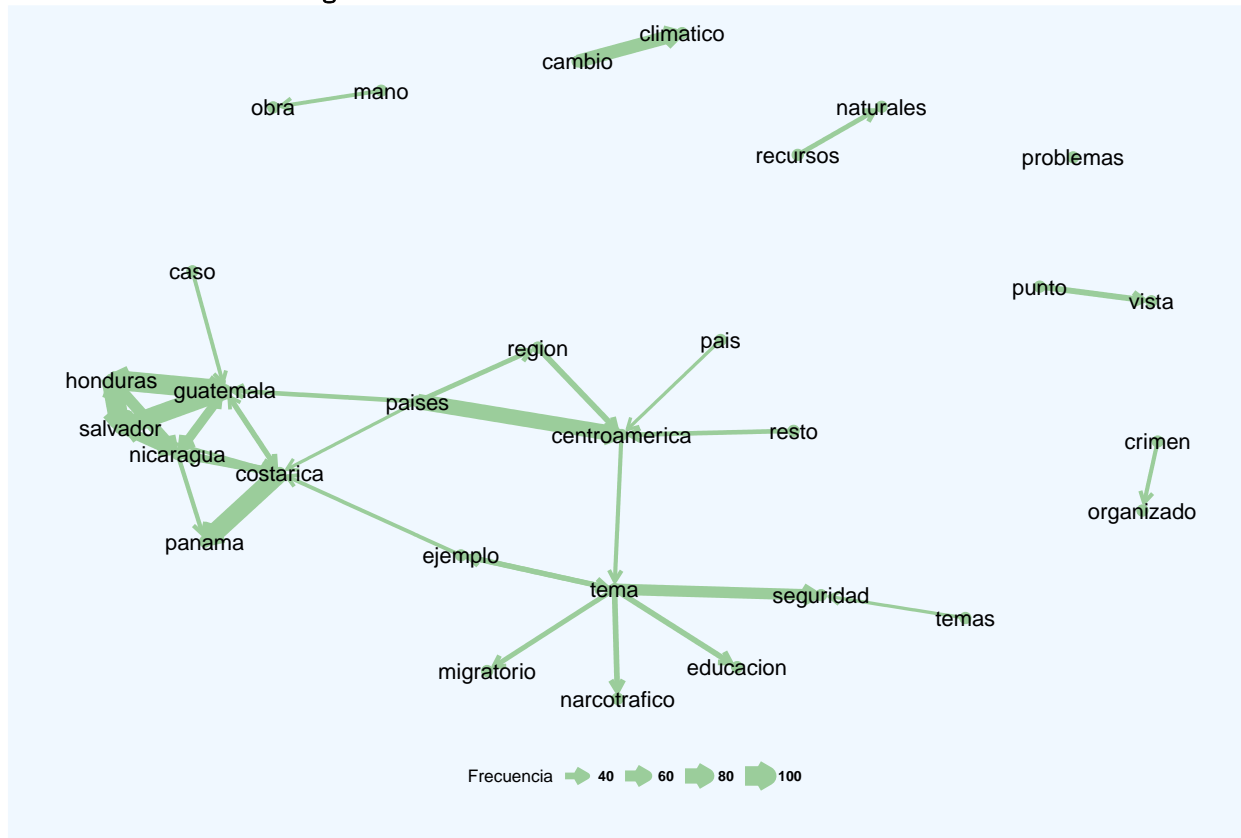 climatico
cambio
mano
obra
naturales
recursos
problemas
caso
punto
vista
region
pais
honduras
guatemala
paises
salvador
centroamerica
resto
nicaragua
crimen
costarica
organizado
panama
ejemplo
tema
seguridad
temas
migratorio
educacion
narcotrafico
Frecuencia 40 60 80 100